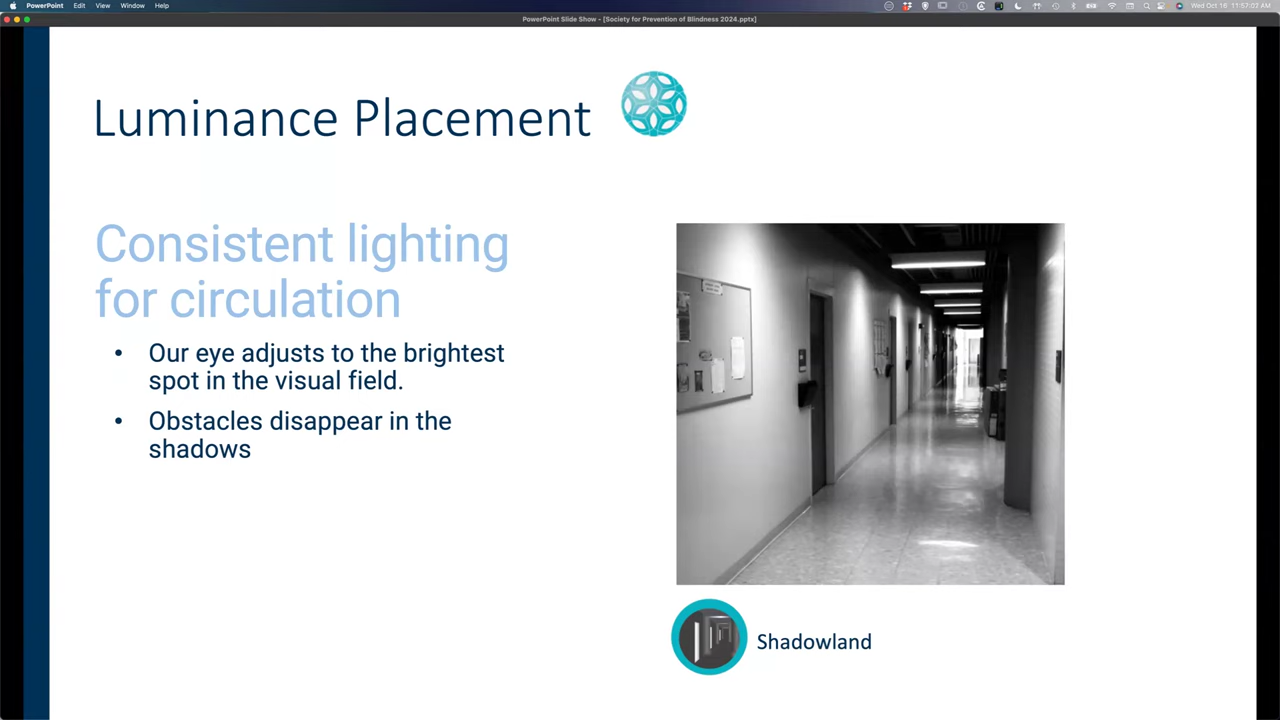 PowerPoint Edit View Window Help
Wed Oct 16 11:57:02 AM
PowerPoint Slide Show - [Society for Prevention of Blindness 2024.pptx]
Luminance Placement
Consistent lighting
for circulation
• Our eye adjusts to the brightest
spot in the visual field.
• Obstacles disappear in the
shadows
Shadowland